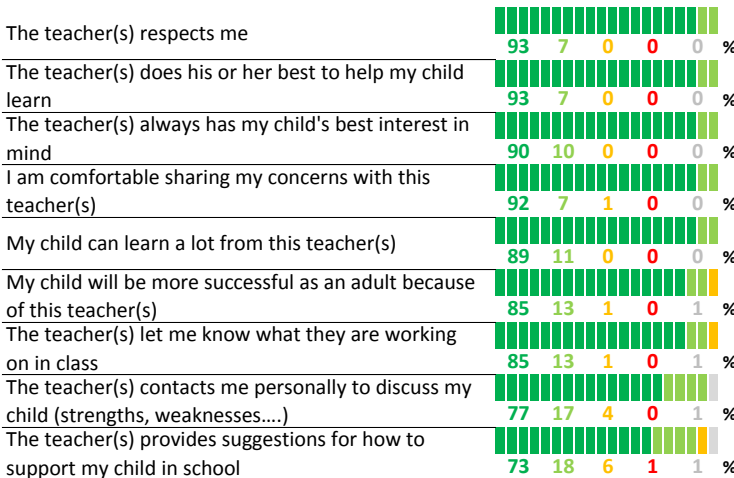 The teacher(s) respects me
93 7 0 0 0 %
The teacher(s) does his or her best to help my child
learn
93 7 0 0 0 %
The teacher(s) always has my child's best interest in
mind
90 10 0 0 0 %
I am comfortable sharing my concerns with this
teacher(s)
92 7 1 0 0 %
My child can learn a lot from this teacher(s)
89 11 0 0 0 %
My child will be more successful as an adult because
of this teacher(s)
85 13 1 0 1 %
The teacher(s) let me know what they are working
on in class
85 13 1 0 1 %
The teacher(s) contacts me personally to discuss my
child (strengths, weaknesses....)
77 17 4 0 1 %
The teacher(s) provides suggestions for how to
support my child in school
73 18 6 1 1 %